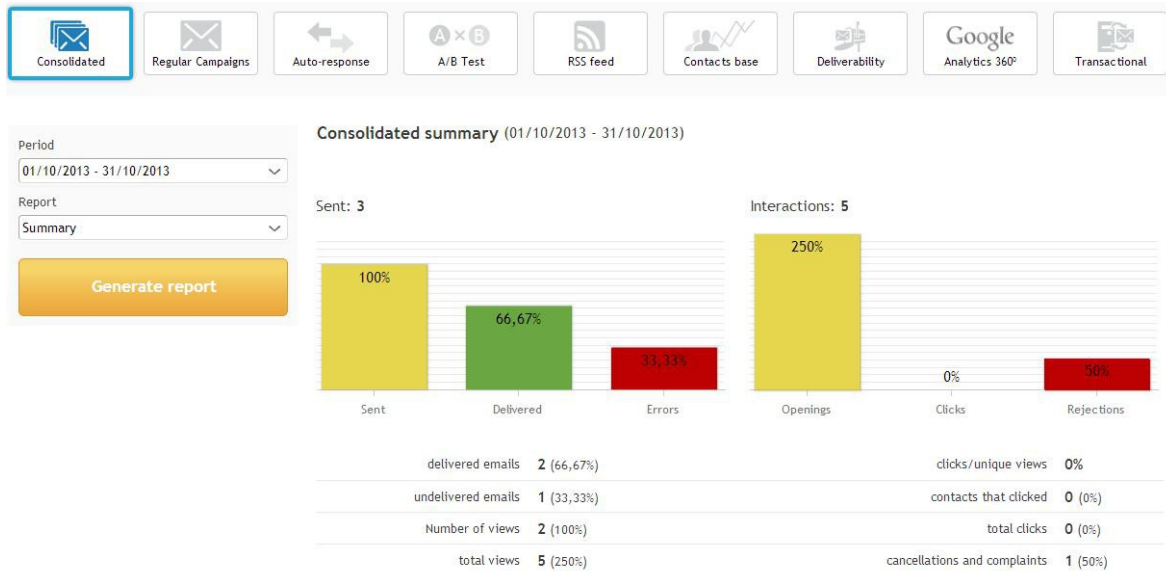 Consolidated
Regular Campaigns
Auto-response
A × B
A/B Test
RSS feed
Contacts base
Deliverability
Google
Analytics 360º
Transactional
Period
01/10/2013 - 31/10/2013
Report
Summary
Generate report
Consolidated summary (01/10/2013 - 31/10/2013)
Sent: 3
100%
66,67%
33,33%
Sent
Delivered
Errors
Interactions: 5
250%
0%
50%
Openings
Clicks
Rejections
delivered emails 2 (66,67%)
undelivered emails 1 (33,33%)
Number of views 2 (100%)
total views 5 (250%)
clicks/unique views 0%
contacts that clicked 0 (0%)
total clicks 0 (0%)
cancellations and complaints 1 (50%)